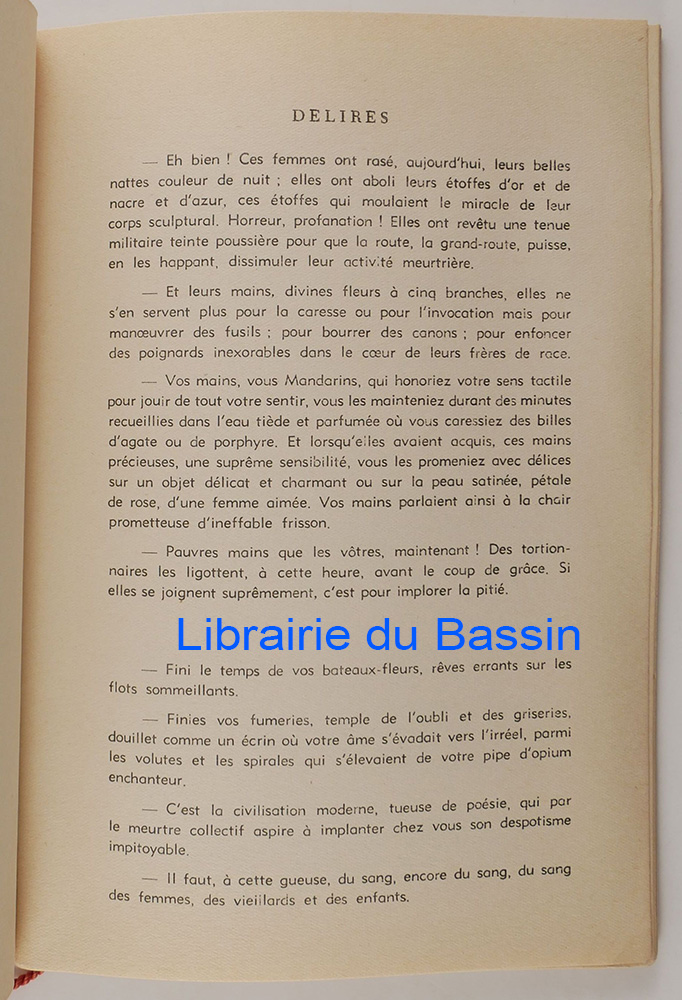 DELIRES
— Eh bien ! Ces femmes ont rasé, aujourd'hui, leurs belles
nattes couleur de nuit ; elles ont aboli leurs étoffes d'or et de
nacre et d'azur, ces étoffes qui moulaient le miracle de leur
corps sculptural. Horreur, profanation ! Elles ont revêtu une tenue
militaire teinte poussière pour que la route, la grand-route, puisse,
en les happant, dissimuler leur activité meurtrière.
— Et leurs mains, divines fleurs à cinq branches, elles ne
s'en servent plus pour la caresse ou pour l'invocation mais pour
manœuvrer des fusils ; pour bourrer des canons ; pour enfoncer
des poignards inexorables dans le cœur de leurs frères de race.
— Vos mains, vous Mandarins, qui honoriez votre sens tactile
pour jouir de tout votre sentir, vous les mainteniez durant des minutes
recueillies dans l'eau tiède et parfumée où vous caressiez des billes
d'agate ou de porphyre. Et lorsqu'elles avaient acquis, ces mains
précieuses, une suprême sensibilité, vous les promeniez avec délices
sur un objet délicat et charmant ou sur la peau satinée, pétale
de rose, d'une femme aimée. Vos mains parlaient ainsi à la chair
prometteuse d'ineffable frisson.
— Pauvres mains que les vôtres, maintenant ! Des tortion-
naires les ligottent, à cette heure, avant le coup de grâce. Si
elles se joignent suprêmement, c'est pour implorer la pitié.
Librairie du Bassin
— Fini le temps de vos bateaux-fleurs, rêves errants sur les
flots sommeillants.
— Finies vos fumeries, temple de l'oubli et des griseries,
douillet comme un écrin où votre âme s'évadait vers l'irréel, parmi
les volutes et les spirales qui s'élevaient de votre pipe d'opium
enchanteur.
— C'est la civilisation moderne, tueuse de poésie, qui par
le meurtre collectif aspire à implanter chez vous son despotisme
impitoyable.
— Il faut, à cette gueuse, du sang, encore du sang, du sang
des femmes, des vieillards et des enfants.